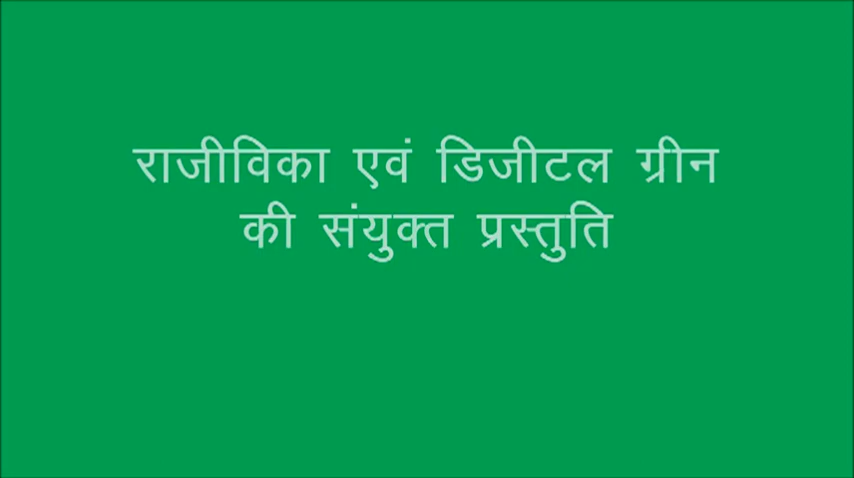 राजीविका एवं डिजीटल ग्रीन
की संयुक्त प्रस्तुति